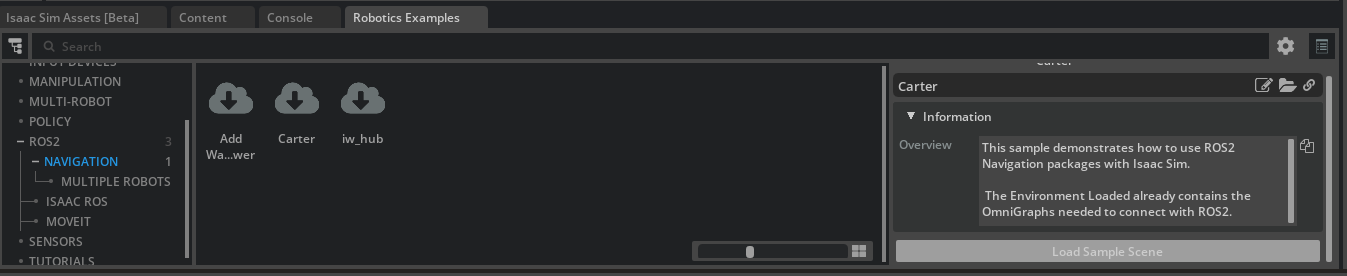 Isaac Sim Assets [Beta]
Content
Console
Robotics Examples
Search
INPUT DEVICES
MANIPULATION
MULTI-ROBOT
POLICY
ROS2 3
NAVIGATION 1
MULTIPLE ROBOTS
ISAAC ROS
MOVEIT
SENSORS
TUTORIALS
Add
Wa...wer
Carter
iw_hub
Carter
Carter
Information
Overview
This sample demonstrates how to use ROS2
Navigation packages with Isaac Sim.
The Environment Loaded already contains the
OmniGraphs needed to connect with ROS2.
Load Sample Scene